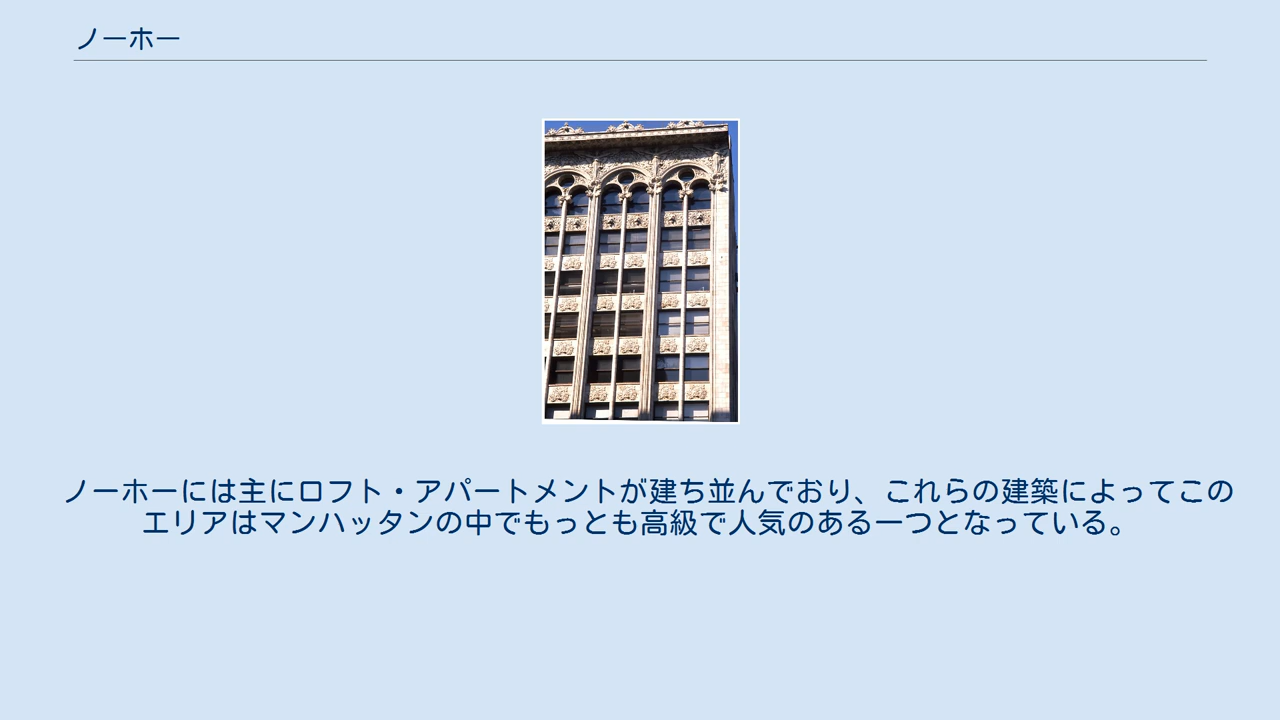 ノーホー
ノーホーには主にロフト・アパートメントが建ち並んでおり、これらの建築によってこの
エリアはマンハッタンの中でもっとも高級で人気のある一つとなっている。